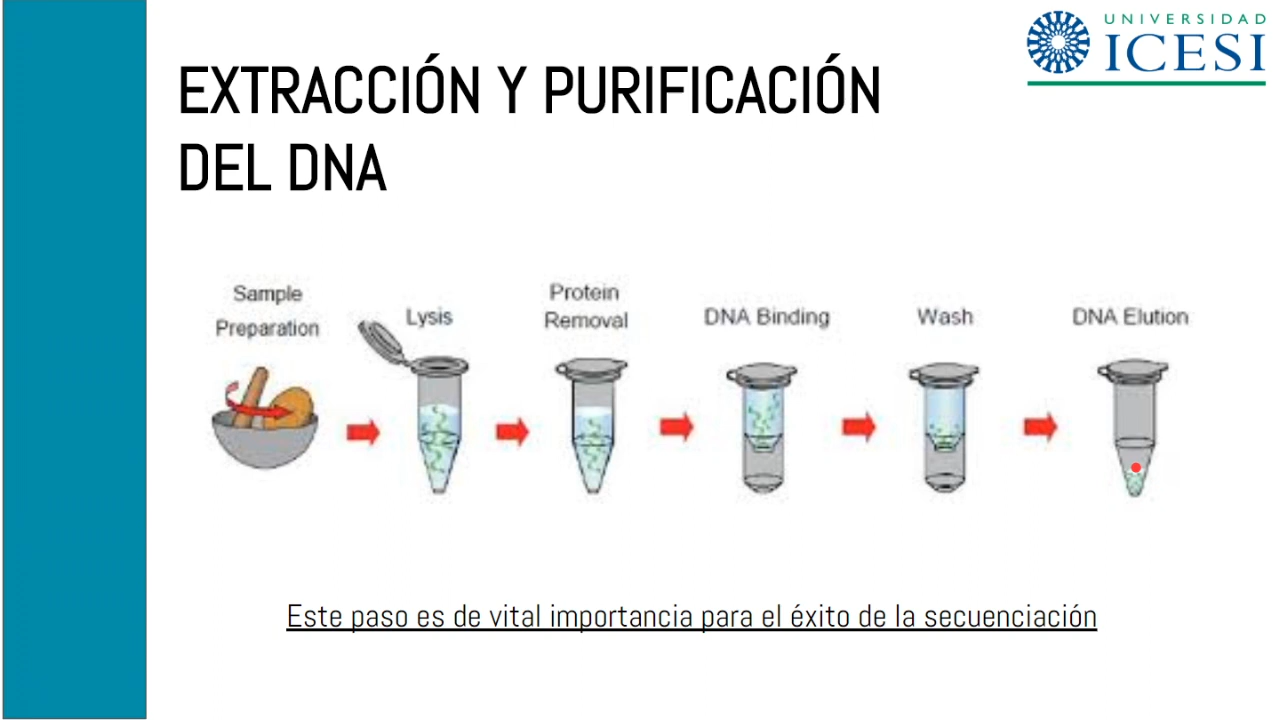 UNIVERSIDAD
ICESI
EXTRACCIÓN Y PURIFICACIÓN
DEL DNA
Sample
Preparation
Lysis
Protein
Removal
DNA Binding
Wash
DNA Elution
Este paso es de vital importancia para el éxito de la secuenciación